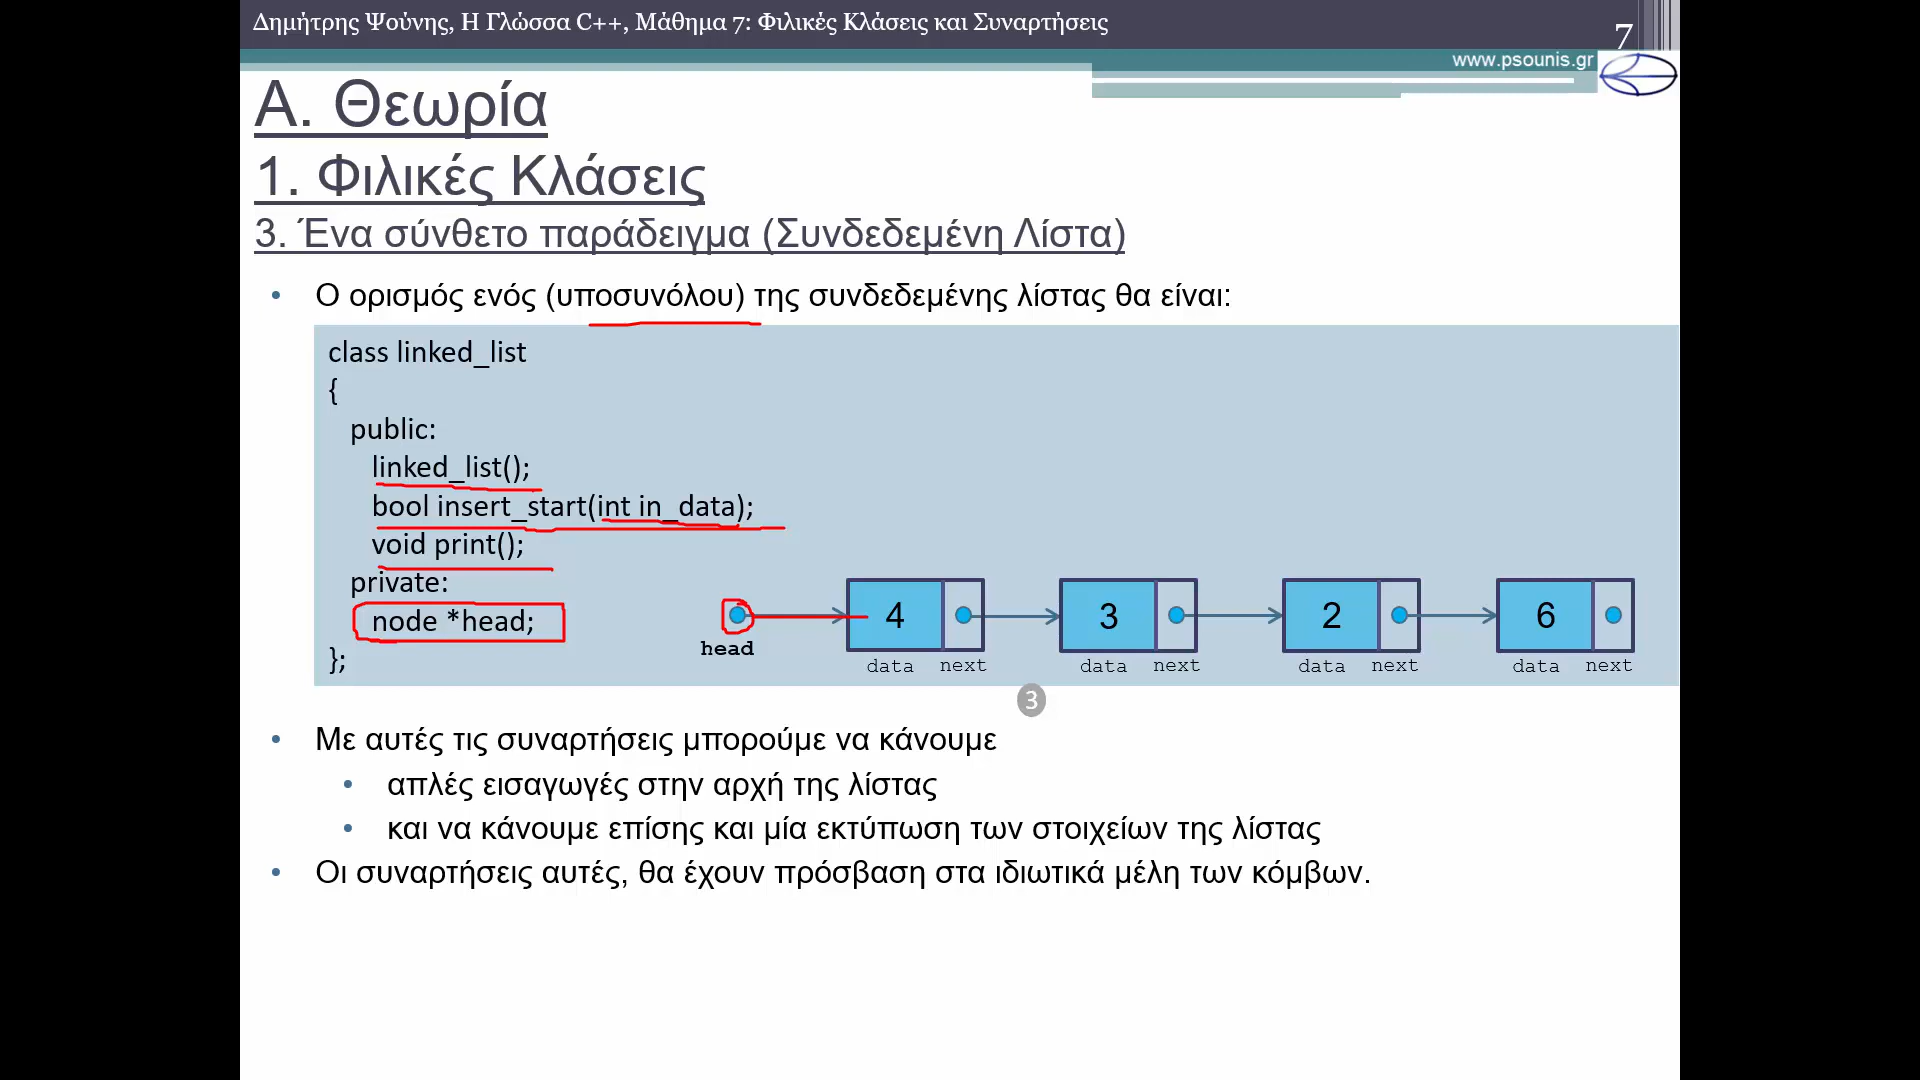 Δημήτρης Ψούνης, Η Γλώσσα C++, Μάθημα 7: Φιλικές Κλάσεις και Συναρτήσεις
7
www.psounis.gr
Α. Θεωρία
1. Φιλικές Κλάσεις
3. Ένα σύνθετο παράδειγμα (Συνδεδεμένη Λίστα)
• Ο ορισμός ενός (υποσυνόλου) της συνδεδεμένης λίστας θα είναι:
class linked_list
{
public:
linked_list();
bool insert_start(int in_data);
void print();
private:
node *head;
};
head
4 3 2 6
data next data next data next data next
3
• Με αυτές τις συναρτήσεις μπορούμε να κάνουμε
• απλές εισαγωγές στην αρχή της λίστας
• και να κάνουμε επίσης και μία εκτύπωση των στοιχείων της λίστας
• Οι συναρτήσεις αυτές, θα έχουν πρόσβαση στα ιδιωτικά μέλη των κόμβων.